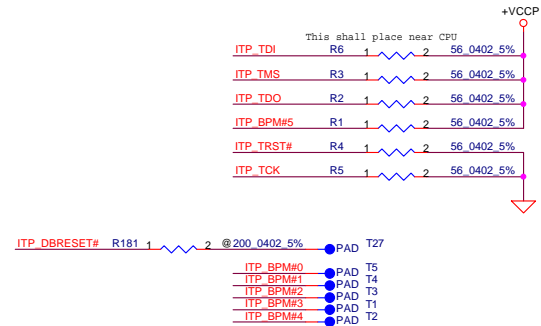 +VCCP
This shall place near CPU
ITP_TDI R6 1 2 56_0402_5%
ITP_TMS R3 1 2 56_0402_5%
ITP_TDO R2 1 2 56_0402_5%
ITP_BPM#5 R1 1 2 56_0402_5%
ITP_TRST# R4 1 2 56_0402_5%
ITP_TCK R5 1 2 56_0402_5%
ITP_DBRESET# R181 1 2 @200_0402_5% PAD T27
ITP_BPM#0 PAD T5
ITP_BPM#1 PAD T4
ITP_BPM#2 PAD T3
ITP_BPM#3 PAD T1
ITP_BPM#4 PAD T2